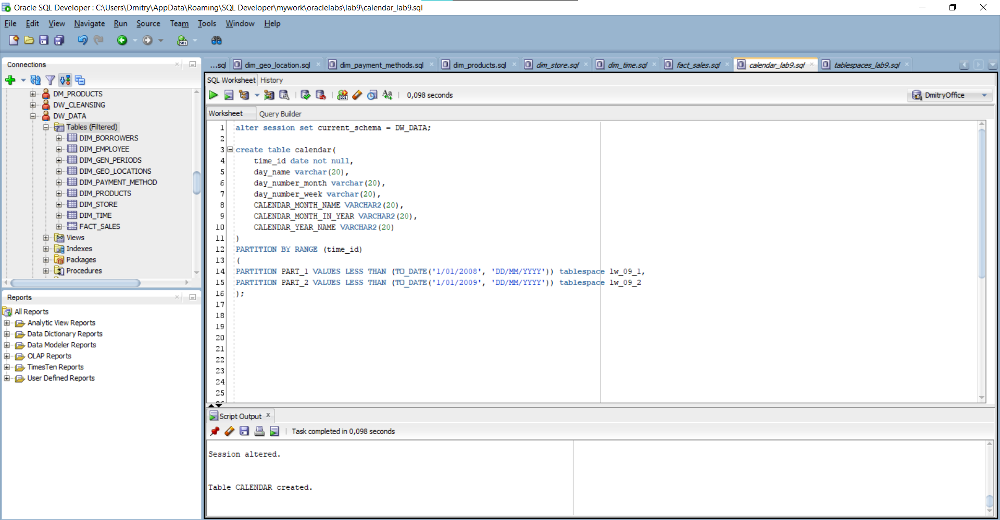 Oracle SQL Developer : C:\Users\Dmitry\AppData\Roaming\SQL Developer\mywork\oraclelabs\lab9\calendar_lab9.sql
File Edit View Navigate Run Source Team Tools Window Help
Connections
DM_PRODUCTS
DW_CLEANSING
DW_DATA
Tables (Filtered)
DIM_BORROWERS
DIM_EMPLOYEE
DIM_GEN_PERIODS
DIM_GEO_LOCATIONS
DIM_PAYMENT_METHOD
DIM_PRODUCTS
DIM_STORE
DIM_TIME
FACT_SALES
Views
Indexes
Packages
Procedures
Reports
All Reports
Analytic View Reports
Data Dictionary Reports
Data Modeler Reports
OLAP Reports
TimesTen Reports
User Defined Reports
...sql dim_geo_location.sql dim_payment_methods.sql dim_products.sql dim_store.sql dim_time.sql fact_sales.sql calendar_lab9.sql tablespaces_lab9.sql
SQL Worksheet History
0,098 seconds
DmitryOffice
Worksheet Query Builder
1 alter session set current_schema = DW_DATA;
2
3 create table calendar(
4 time_id date not null,
5 day_name varchar(20),
6 day_number_month varchar(20),
7 day_number_week varchar(20),
8 CALENDAR_MONTH_NAME VARCHAR2(20),
9 CALENDAR_MONTH_IN_YEAR VARCHAR2(20),
10 CALENDAR_YEAR_NAME VARCHAR2(20)
11 )
12 PARTITION BY RANGE (time_id)
13 (
14 PARTITION PART_1 VALUES LESS THAN (TO_DATE('1/01/2008', 'DD/MM/YYYY')) tablespace lw_09_1,
15 PARTITION PART_2 VALUES LESS THAN (TO_DATE('1/01/2009', 'DD/MM/YYYY')) tablespace lw_09_2
16 );
17
18
19
20
21
22
23
24
25
Script Output
Task completed in 0,098 seconds
Session altered.
Table CALENDAR created.